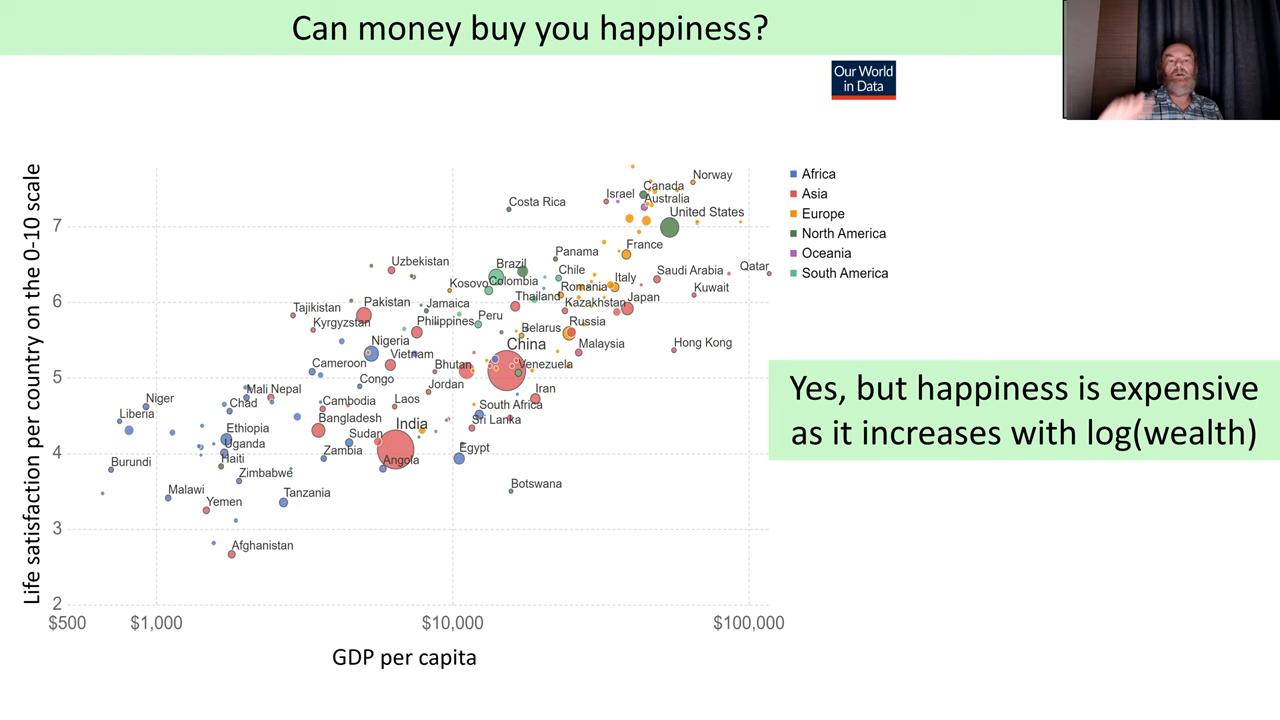 Can money buy you happiness?
Our World
in Data
Life satisfaction per country on the 0-10 scale
7
6
5
4
3
2
$500
$1,000
$10,000
$100,000
GDP per capita
Norway
Canada
Israel
Australia
Costa Rica
United States
France
Panama
Uzbekistan
Brazil
Chile
Saudi Arabia
Qatar
Kosovo
Colombia
Romania
Italy
Kuwait
Thailand
Kazakhstan
Japan
Tajikistan
Pakistan
Jamaica
Kyrgyzstan
Philippines
Peru
Belarus
Russia
Nigeria
China
Malaysia
Hong Kong
Vietnam
Cameroon
Bhutan
Venezuela
Congo
Jordan
Iran
Mali
Nepal
Niger
Chad
Cambodia
Laos
South Africa
Liberia
Bangladesh
India
Sri Lanka
Ethiopia
Sudan
Uganda
Zambia
Egypt
Burundi
Haiti
Angola
Zimbabwe
Botswana
Malawi
Tanzania
Yemen
Afghanistan
Africa
Asia
Europe
North America
Oceania
South America
Yes, but happiness is expensive
as it increases with log(wealth)